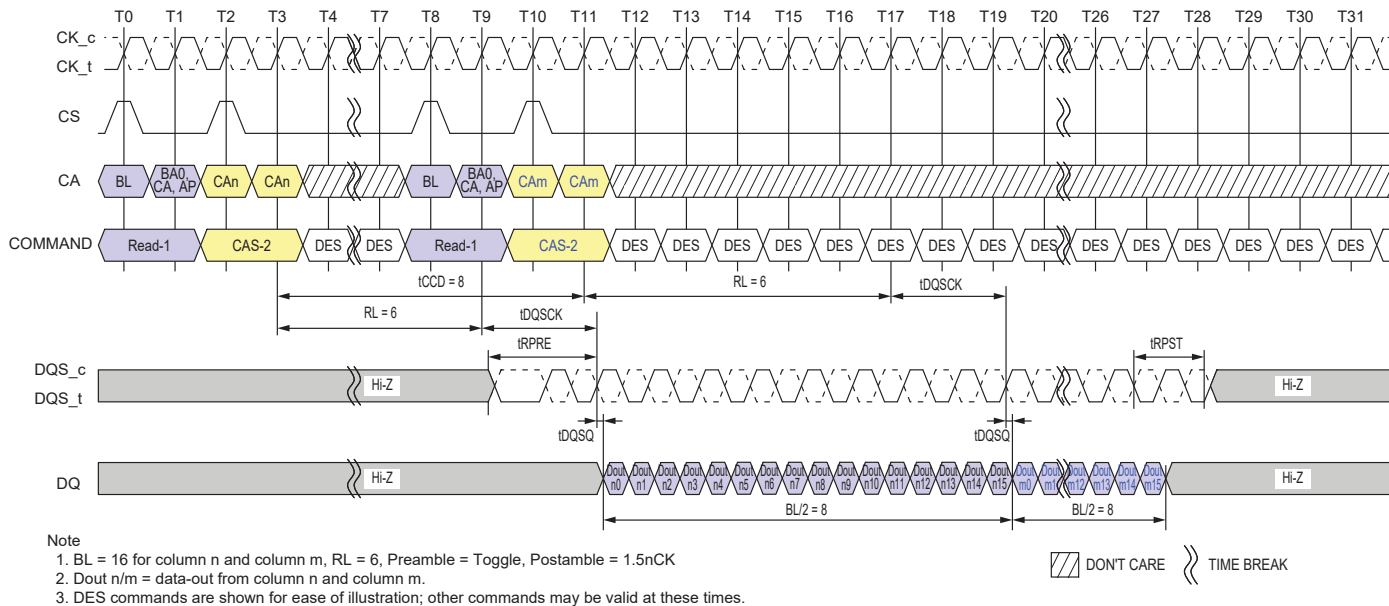 T0 T1 T2 T3 T4 T7 T8 T9 T10 T11 T12 T13 T14 T15 T16 T17 T18 T19 T20 T26 T27 T28 T29 T30 T31
CK_c
CK_t
CS
CA BL BA0, CA, AP CAn CAn BL BA0, CA, AP CAm CAm
COMMAND Read-1 CAS-2 DES DES Read-1 CAS-2 DES DES DES DES DES DES DES DES DES DES DES DES DES DES DES
tCCD = 8 RL = 6 tDQSCK
RL = 6 tDQSCK
tRPRE tRPST
DQS_c
DQS_t
Hi-Z Hi-Z
tDQSQ tDQSQ
DQ Hi-Z Dout n0 Dout n1 Dout n2 Dout n3 Dout n4 Dout n5 Dout n6 Dout n7 Dout n8 Dout n9 Dout n10 Dout n11 Dout n12 Dout n13 Dout n14 Dout n15 Dout m0 Dout m1 Dout m12 Dout m13 Dout m14 Dout m15 Hi-Z
BL/2 = 8 BL/2 = 8
Note
1. BL = 16 for column n and column m, RL = 6, Preamble = Toggle, Postamble = 1.5nCK
2. Dout n/m = data-out from column n and column m.
3. DES commands are shown for ease of illustration; other commands may be valid at these times.
DON'T CARE TIME BREAK